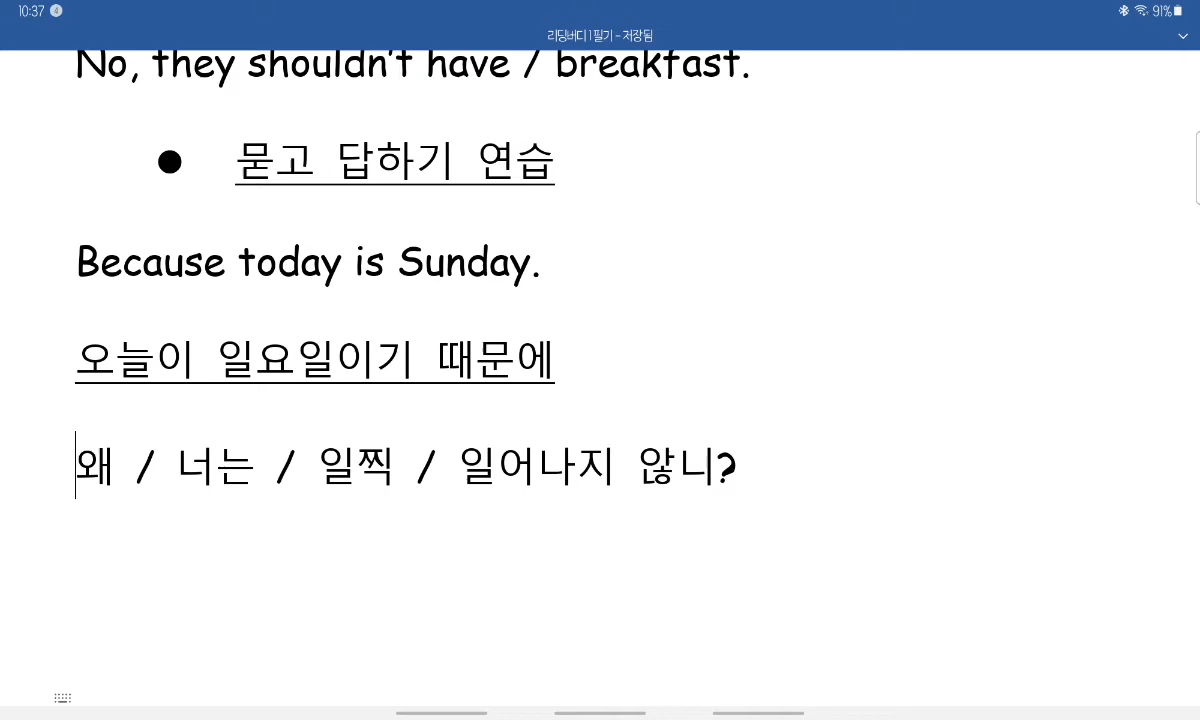 10:37 4 91%
리딩버디 1 필기 - 저장됨
No, they shouldn't have / breakfast.
● 묻고 답하기 연습
Because today is Sunday.
오늘이 일요일이기 때문에
왜 / 너는 / 일찍 / 일어나지 않니?